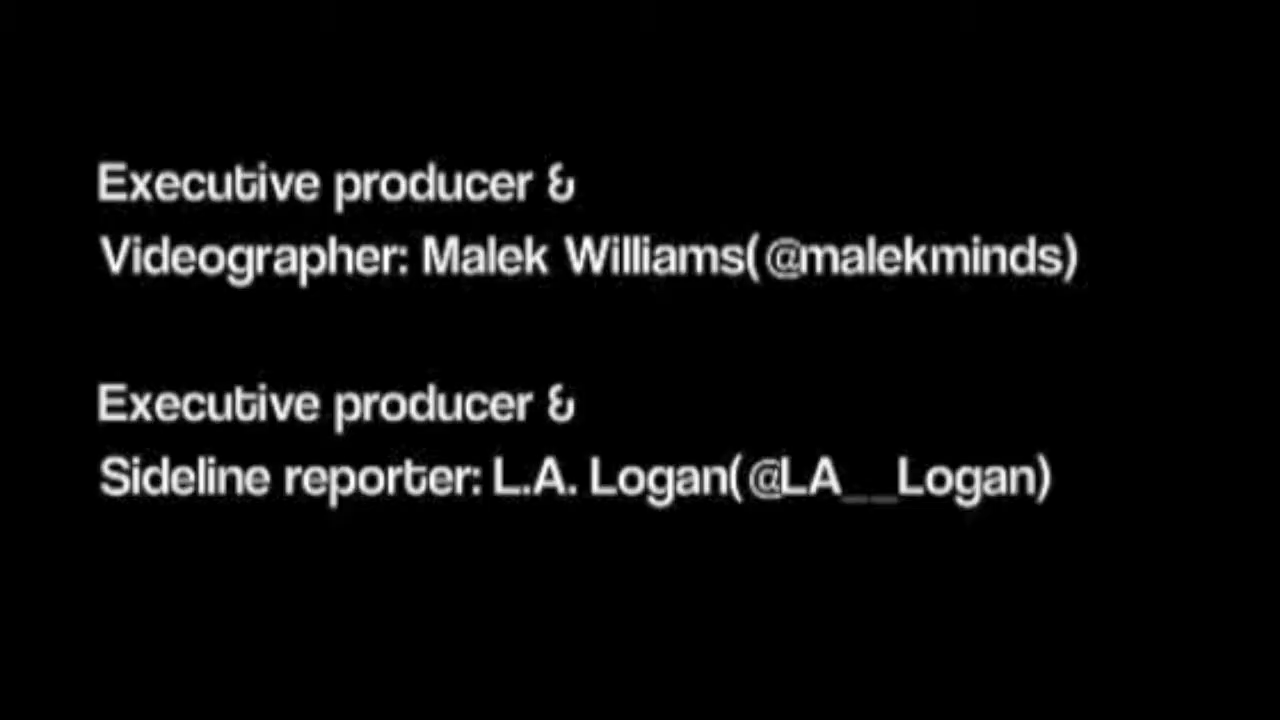 Executive producer &
Videographer: Malek Williams(@malekminds)
Executive producer &
Sideline reporter: L.A. Logan(@LA__Logan)